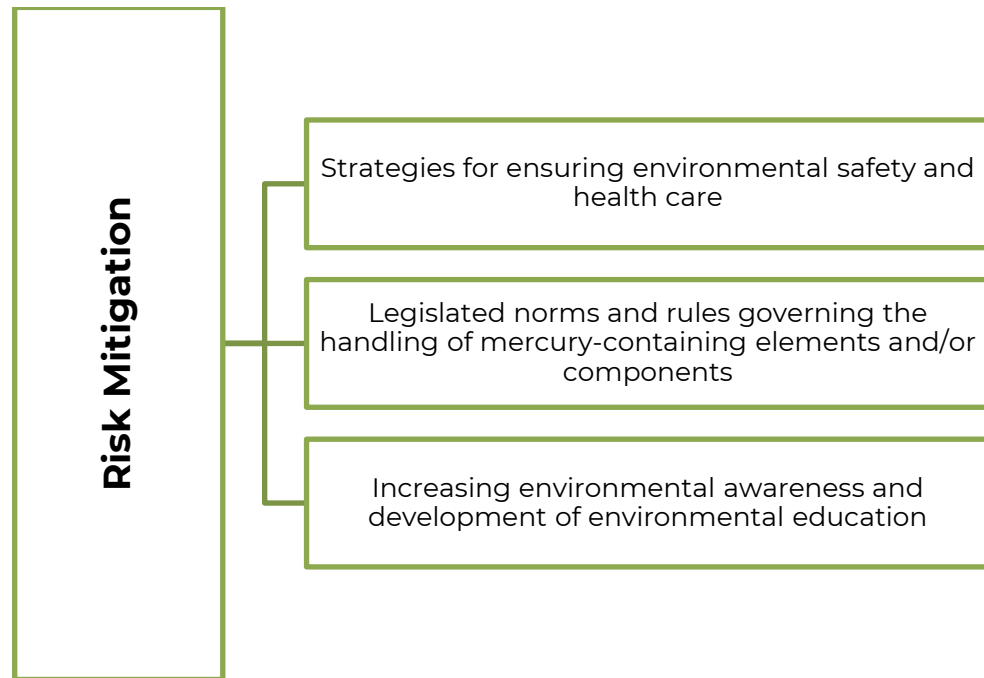 Risk Mitigation
Strategies for ensuring environmental safety and
health care
Legislated norms and rules governing the
handling of mercury-containing elements and/or
components
Increasing environmental awareness and
development of environmental education